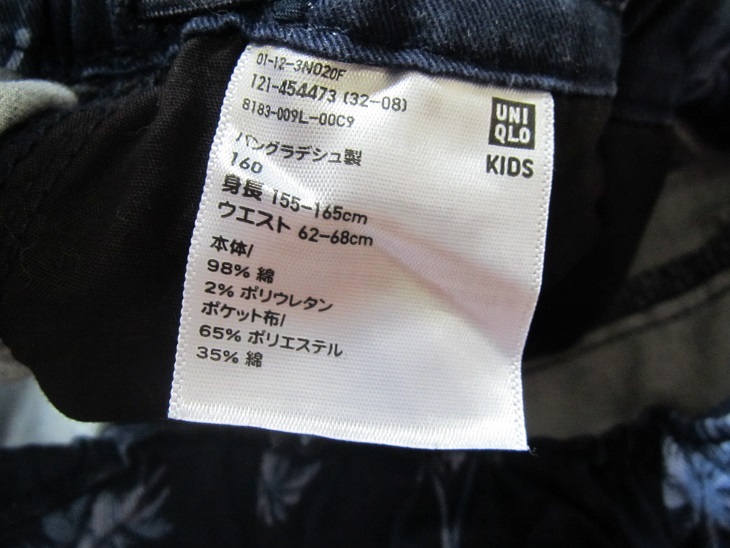 01-12-3N020F
121-454473 (32-08)
8183-009L-00C9
UNI
QLO
KIDS
バングラデシュ製
160
身長 155-165cm
ウエスト 62-68cm
本体/
98% 綿
2% ポリウレタン
ポケット布/
65% ポリエステル
35% 綿